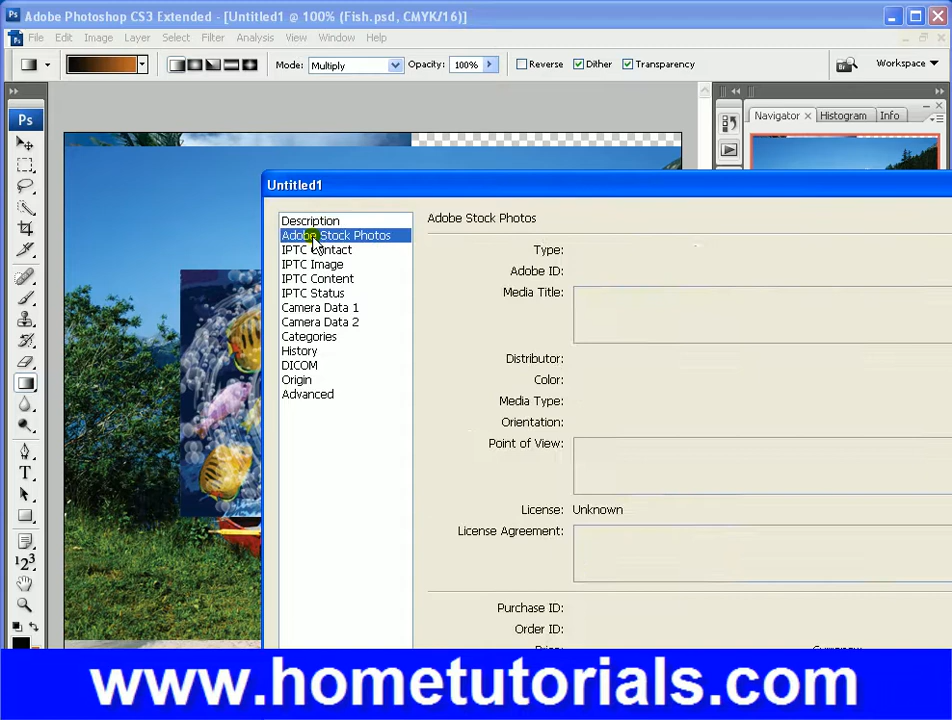 Ps Adobe Photoshop CS3 Extended - [Untitled1 @ 100% (Fish.psd, CMYK/16)]
Ps File Edit Image Layer Select Filter Analysis View Window Help
Mode: Multiply Opacity: 100% Reverse Dither Transparency Workspace
Ps
Navigator × Histogram Info
Untitled1
Description
Adobe Stock Photos
IPTC Contact
IPTC Image
IPTC Content
IPTC Status
Camera Data 1
Camera Data 2
Categories
History
DICOM
Origin
Advanced
Adobe Stock Photos
Type:
Adobe ID:
Media Title:
Distributor:
Color:
Media Type:
Orientation:
Point of View:
License: Unknown
License Agreement:
Purchase ID:
Order ID:
T
123
www.hometutorials.com